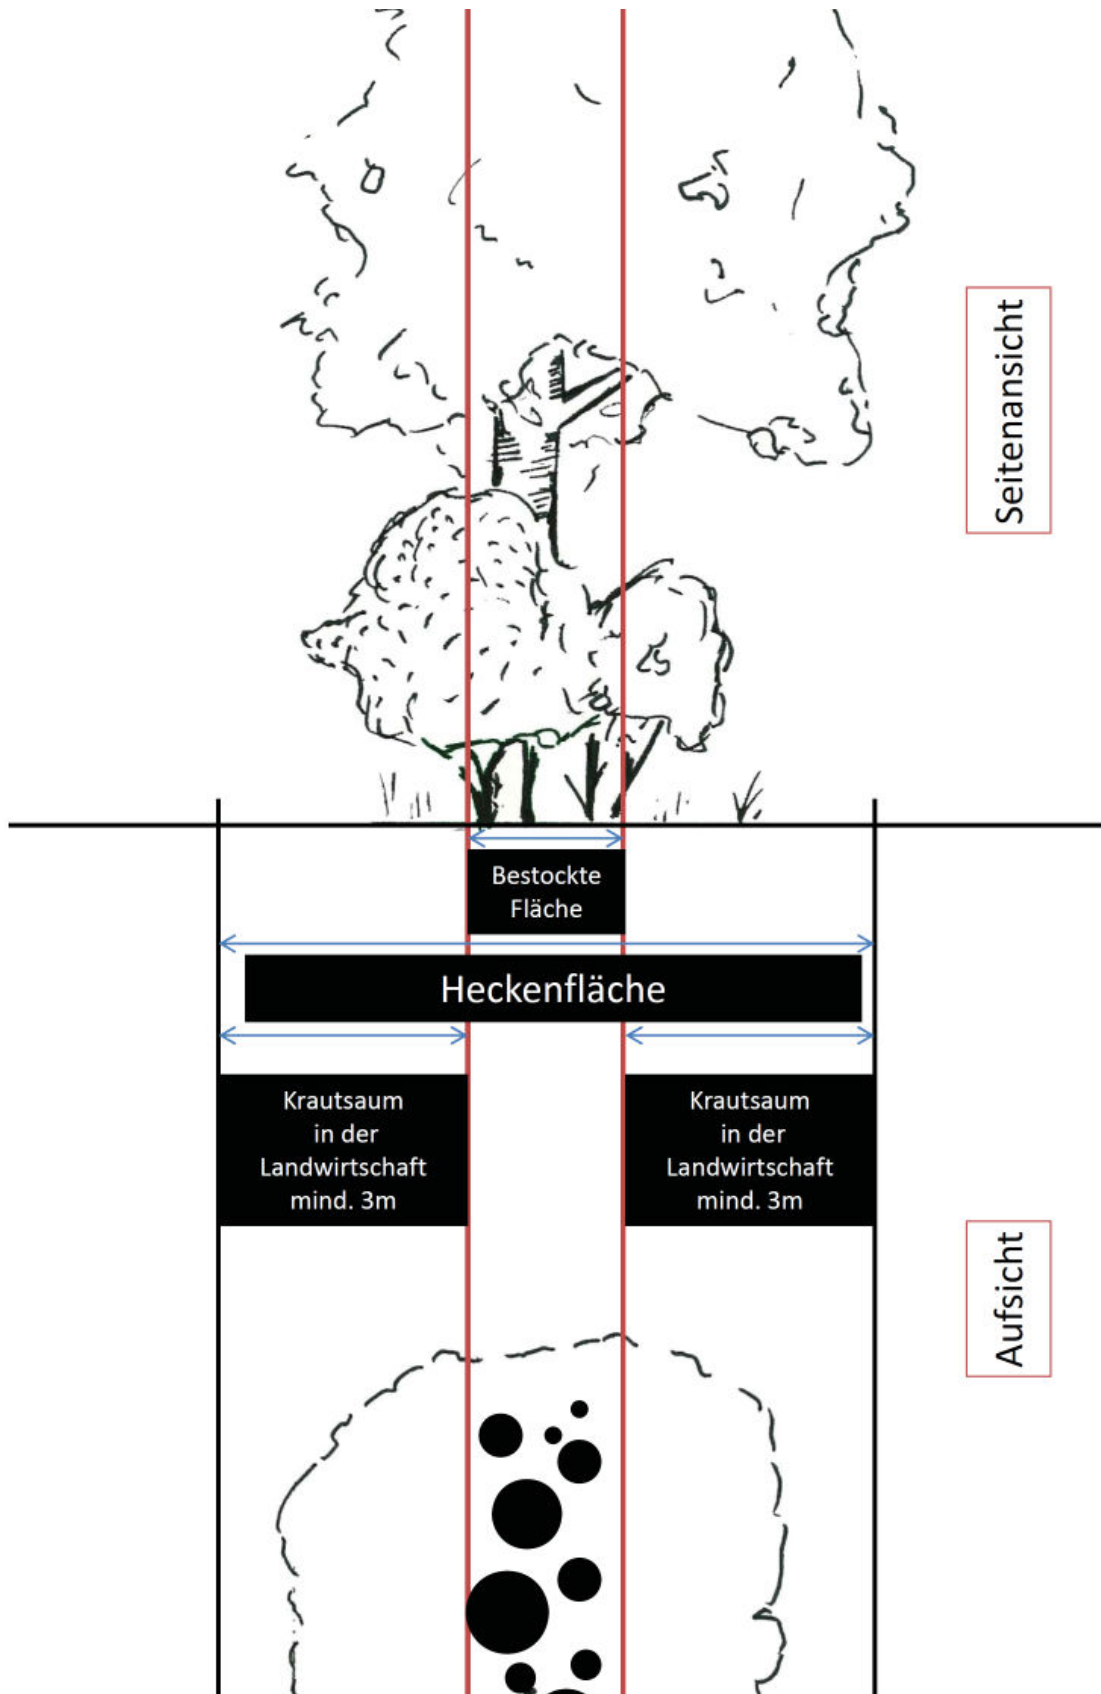 Seitenansicht
Bestockte
Fläche
Heckenfläche
Krautsaum
in der
Landwirtschaft
mind. 3m
Krautsaum
in der
Landwirtschaft
mind. 3m
Aufsicht